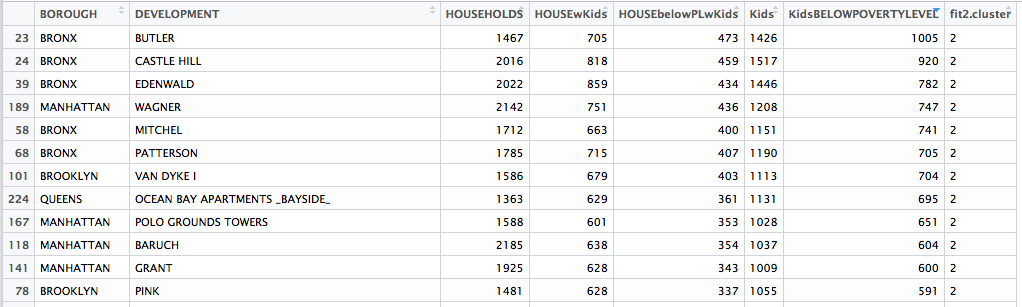 BOROUGH DEVELOPMENT HOUSEHOLDS HOUSEwKids HOUSEbelowPLwKids Kids KidsBELOWPOVERTYLEVEL fit2.cluster
23 BRONX BUTLER 1467 705 473 1426 1005 2
24 BRONX CASTLE HILL 2016 818 459 1517 920 2
39 BRONX EDENWALD 2022 859 434 1446 782 2
189 MANHATTAN WAGNER 2142 751 436 1208 747 2
58 BRONX MITCHEL 1712 663 400 1151 741 2
68 BRONX PATTERSON 1785 715 407 1190 705 2
101 BROOKLYN VAN DYKE I 1586 679 403 1113 704 2
224 QUEENS OCEAN BAY APARTMENTS _BAYSIDE_ 1363 629 361 1131 695 2
167 MANHATTAN POLO GROUNDS TOWERS 1588 601 353 1028 651 2
118 MANHATTAN BARUCH 2185 638 354 1037 604 2
141 MANHATTAN GRANT 1925 628 343 1009 600 2
78 BROOKLYN PINK 1481 628 337 1055 591 2